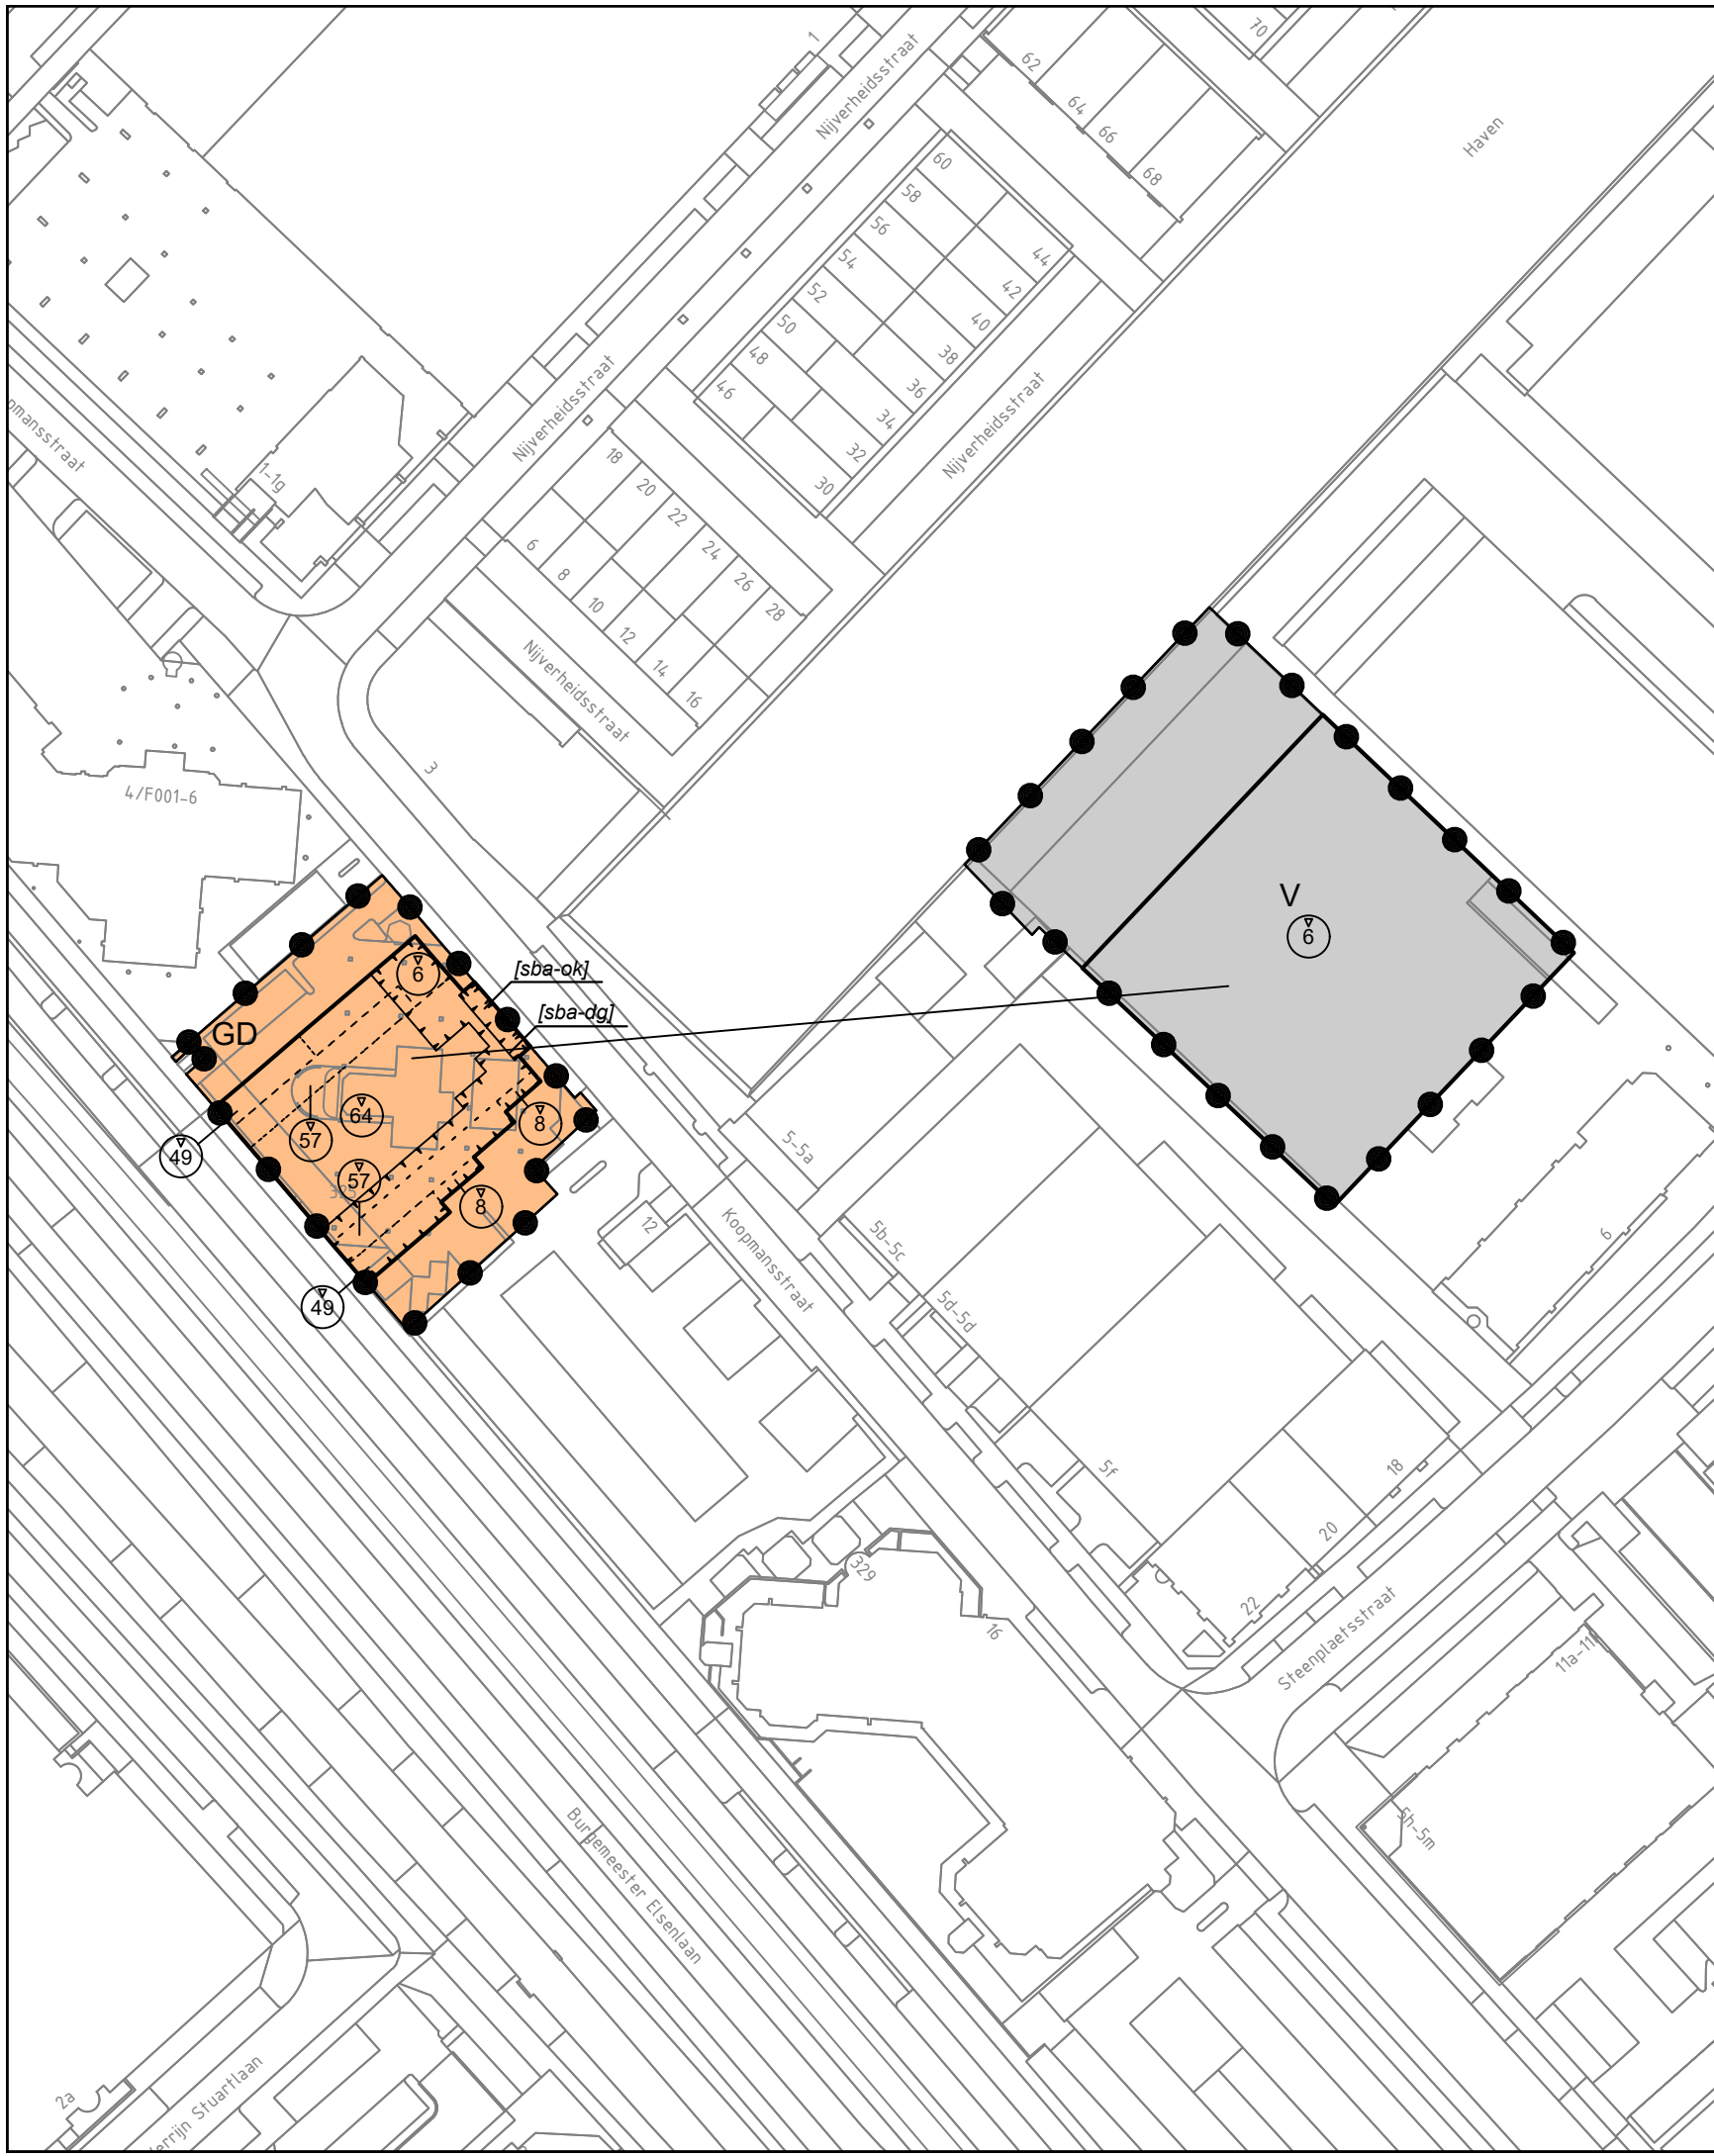 1
Nijverheidsstraat
70
62
64
66
68
Haven
60
58
56
54
52
50
48
46
44
42
40
38
36
34
32
30
Nijverheidsstraat
Nijverheidsstraat
opmansstraat
1-1g
18
20
22
24
26
28
6
8
10
12
14
16
Nijverheidsstraat
3
4/F001-6
V
6
6
[sba-ok]
[sba-dg]
GD
64
57
8
49
57
325
8
49
12
5-5a
Koopmansstraat
5b-5c
5d-5d
6
5f
18
20
22
329
16
Steenplaetsstraat
5h-5m
Burgemeester Elsenlaan
2a
errijn Stuartlaan